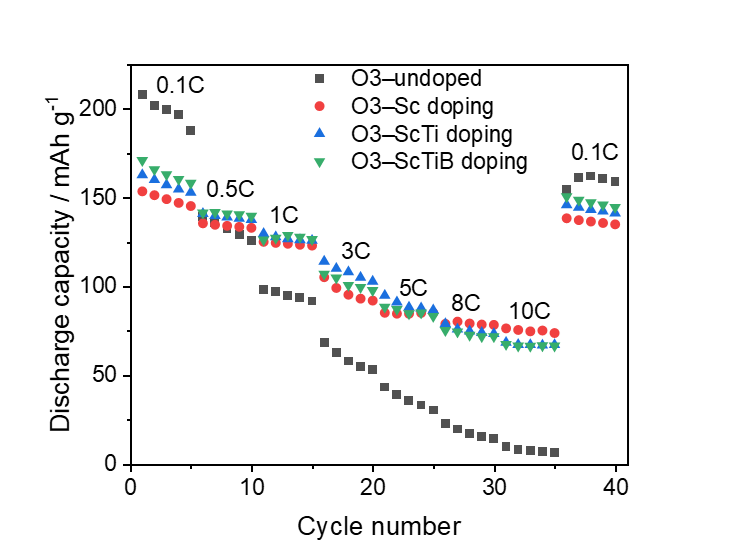 O3–undoped
O3–Sc doping
O3–ScTi doping
O3–ScTiB doping
0.1C
0.5C
1C
3C
5C
8C
10C
0.1C
200
150
100
50
0
0
10
20
30
40
Discharge capacity / mAh g⁻¹
Cycle number